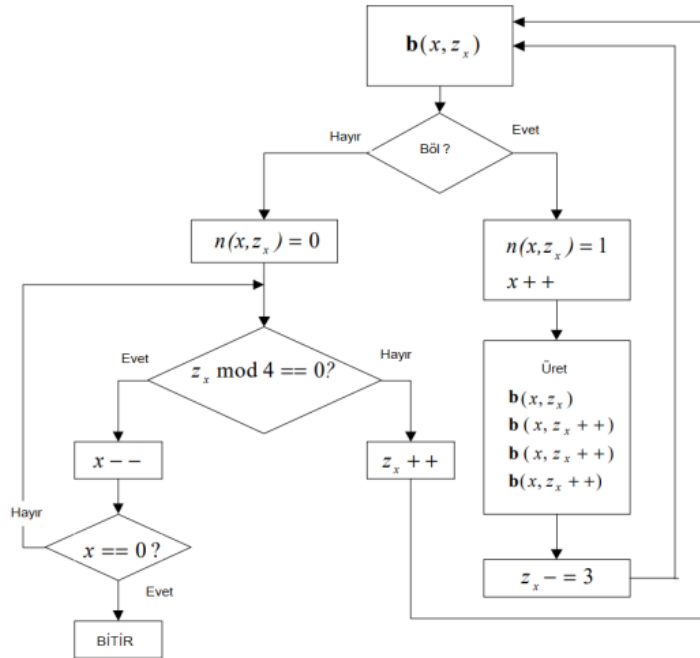 b(x, z_x)
Hayır
Evet
Böl ?
n(x,z_x) = 0
n(x,z_x) = 1
x + +
Evet
Hayır
z_x mod 4 == 0?
Üret
b(x, z_x)
b (x, z_x + +)
b (x, z_x + +)
b(x, z_x + +)
x - -
z_x + +
Hayır
x == 0 ?
z_x - = 3
Evet
BİTİR